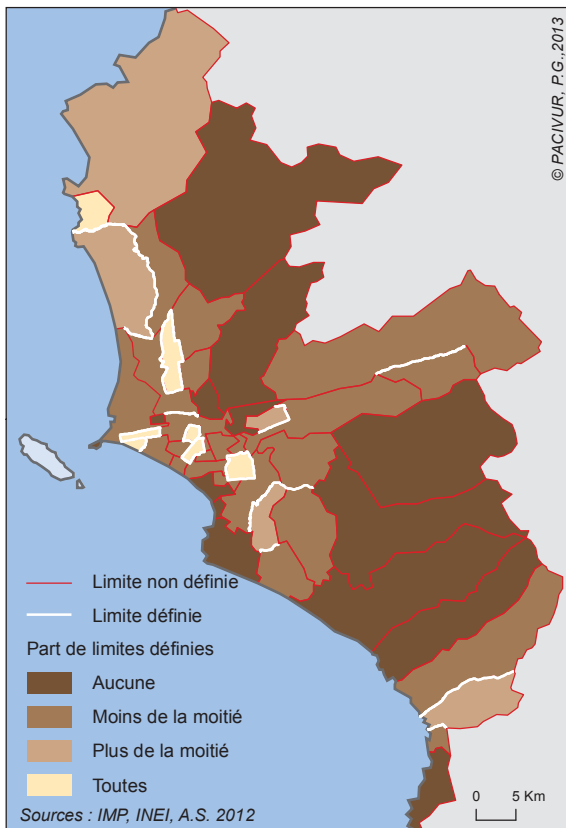 © PACIVUR, P.G.,2013
Limite non définie
Limite définie
Part de limites définies
Aucune
Moins de la moitié
Plus de la moitié
Toutes
0 5 Km
Sources : IMP, INEI, A.S. 2012